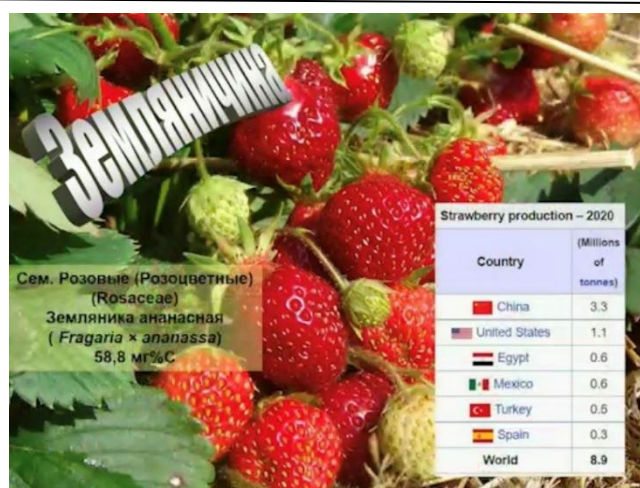 Земляничина
Сем. Розовые (Розоцветные)
(Rosaceae)
Земляника ананасная
( Fragaria × ananassa)
58,8 мг%С
Strawberry production – 2020
Country (Millions of tonnes)
China 3.3
United States 1.1
Egypt 0.6
Mexico 0.6
Turkey 0.5
Spain 0.3
World 8.9